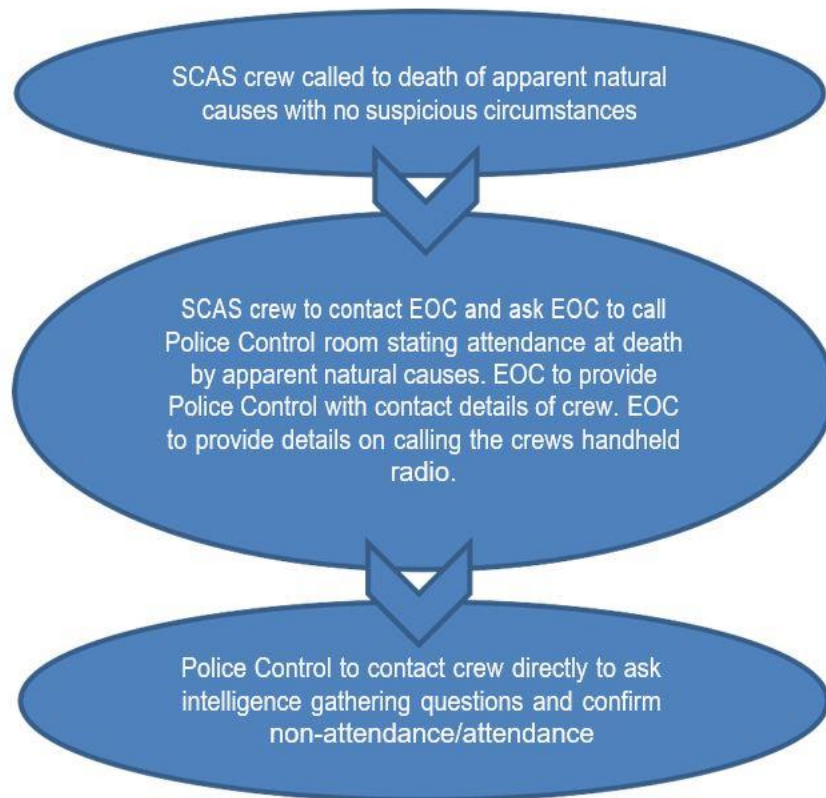 SCAS crew called to death of apparent natural
causes with no suspicious circumstances
SCAS crew to contact EOC and ask EOC to call
Police Control room stating attendance at death
by apparent natural causes. EOC to provide
Police Control with contact details of crew. EOC
to provide details on calling the crews handheld
radio.
Police Control to contact crew directly to ask
intelligence gathering questions and confirm
non-attendance/attendance